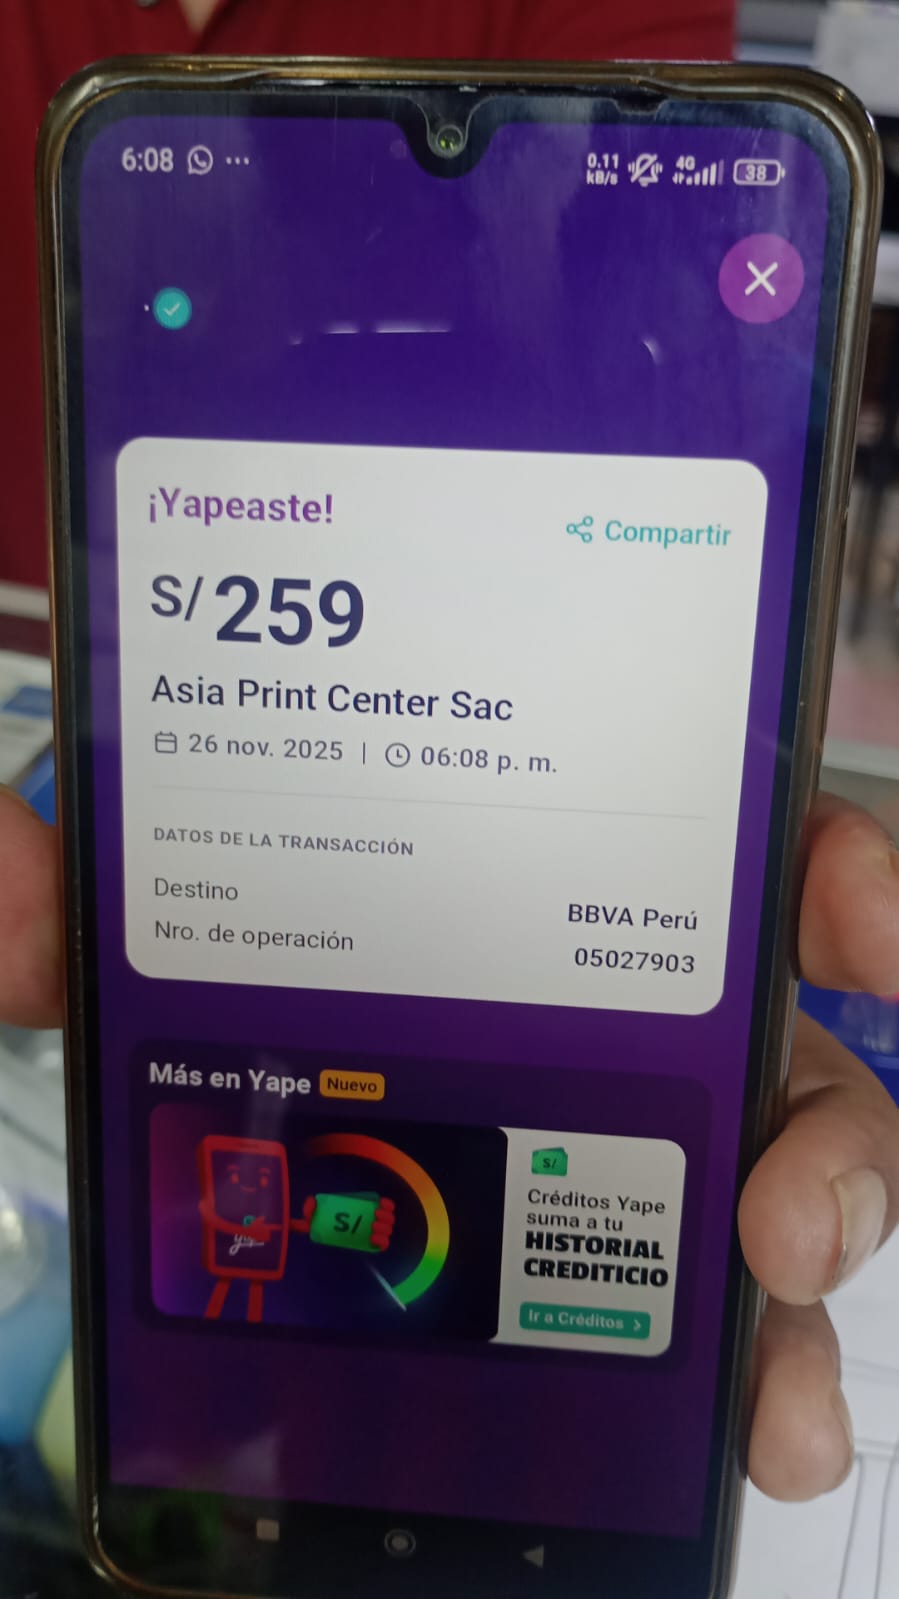 6:08
0.11 kB/s 4G 38
¡Yapeaste!
Compartir
S/259
Asia Print Center Sac
26 nov. 2025 | 06:08 p. m.
DATOS DE LA TRANSACCIÓN
Destino BBVA Perú
Nro. de operación 05027903
Más en Yape Nuevo
S/
S/
Créditos Yape
suma a tu
HISTORIAL
CREDITICIO
Ir a Créditos >